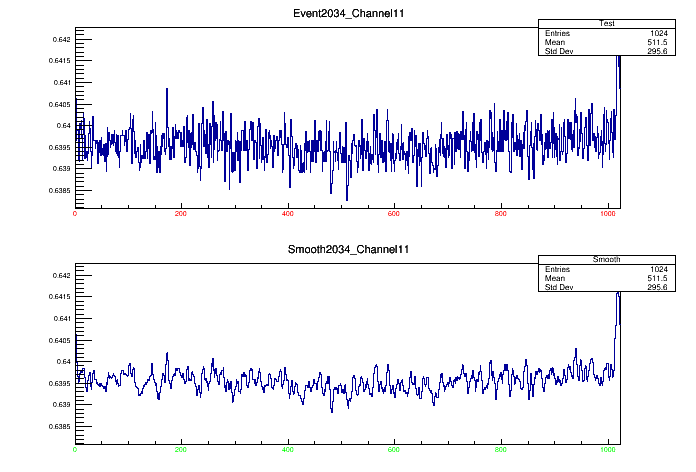 Event2034_Channel11
Test
Entries 1024
Mean 511.5
Std Dev 295.6
0.642
0.6415
0.641
0.6405
0.64
0.6395
0.639
0.6385
0 200 400 600 800 1000
Smooth2034_Channel11
Smooth
Entries 1024
Mean 511.5
Std Dev 295.6
0.642
0.6415
0.641
0.6405
0.64
0.6395
0.639
0.6385
0 200 400 600 800 1000